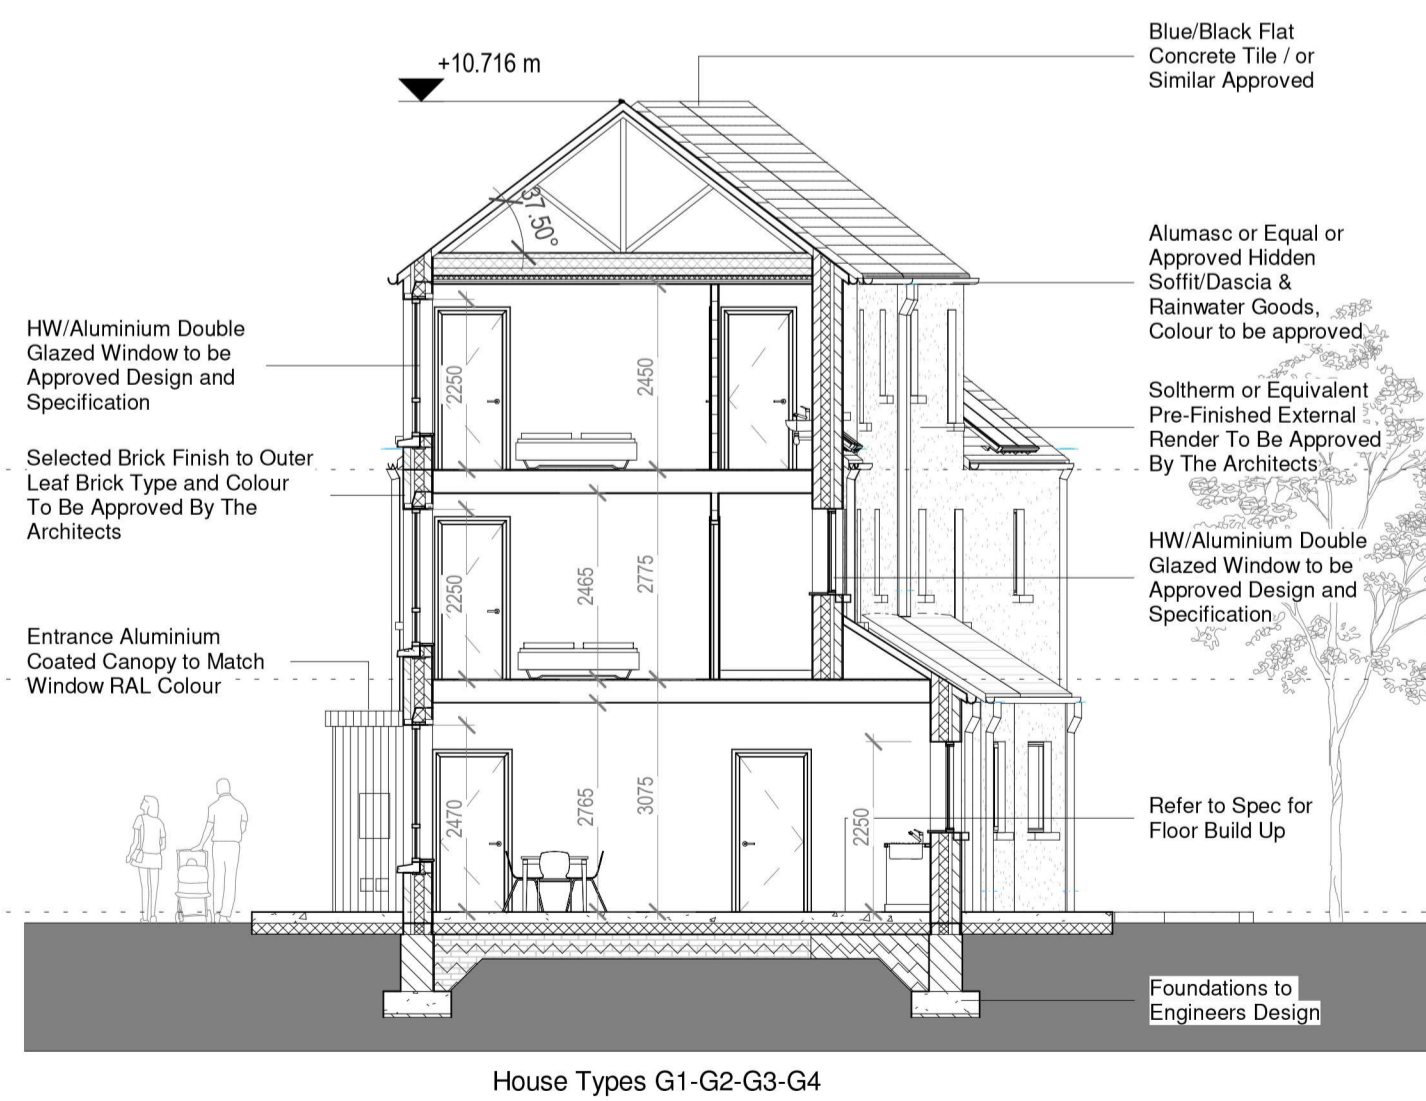 +10.716 m
Blue/Black Flat
Concrete Tile / or
Similar Approved
37.50°
Alumasc or Equal or
Approved Hidden
Soffit/Dascia &
Rainwater Goods,
Colour to be approved
HW/Aluminium Double
Glazed Window to be
Approved Design and
Specification
2250
2450
Soltherm or Equivalent
Pre-Finished External
Render To Be Approved
By The Architects
Selected Brick Finish to Outer
Leaf Brick Type and Colour
To Be Approved By The
Architects
HW/Aluminium Double
Glazed Window to be
Approved Design and
Specification
2250
2465
2775
Entrance Aluminium
Coated Canopy to Match
Window RAL Colour
2470
2765
3075
2250
Refer to Spec for
Floor Build Up
Foundations to
Engineers Design
House Types G1-G2-G3-G4